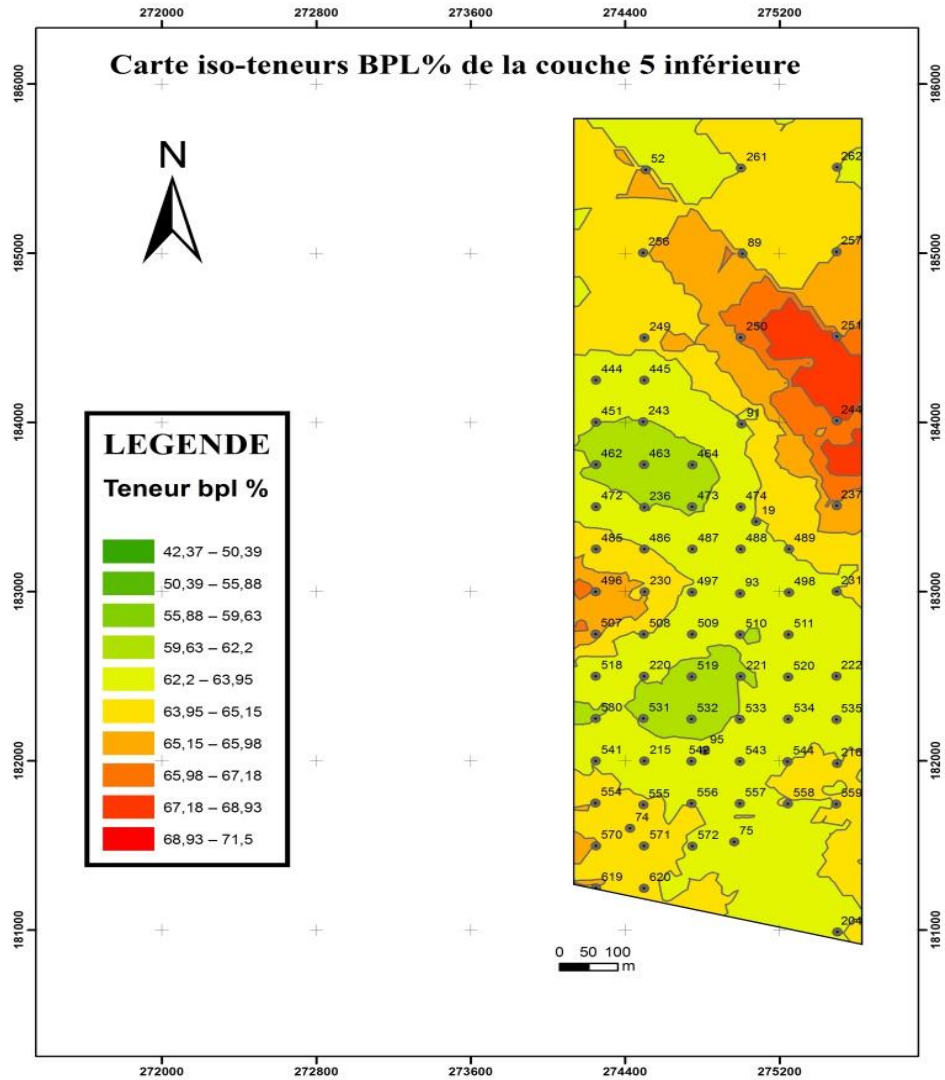 272000 272800 273600 274400 275200
Carte iso-teneurs BPL% de la couche 5 inférieure
186000 186000
N
52 261 262
185000 185000
256 89 257
249 250 251
444 445
184000 184000
451 243 91 244
462 463 464
472 236 473 474 19 237
485 486 487 488 489
183000 183000
496 230 497 93 498 231
507 508 509 510 511
518 220 519 221 520 222
530 531 532 533 534 535
95
182000 182000
541 215 542 543 544 216
554 555 556 557 558 559
74 75
570 571 572
619 620
181000 181000
204
LEGENDE
Teneur bpl %
42,37 – 50,39
50,39 – 55,88
55,88 – 59,63
59,63 – 62,2
62,2 – 63,95
63,95 – 65,15
65,15 – 65,98
65,98 – 67,18
67,18 – 68,93
68,93 – 71,5
0 50 100
m
272000 272800 273600 274400 275200